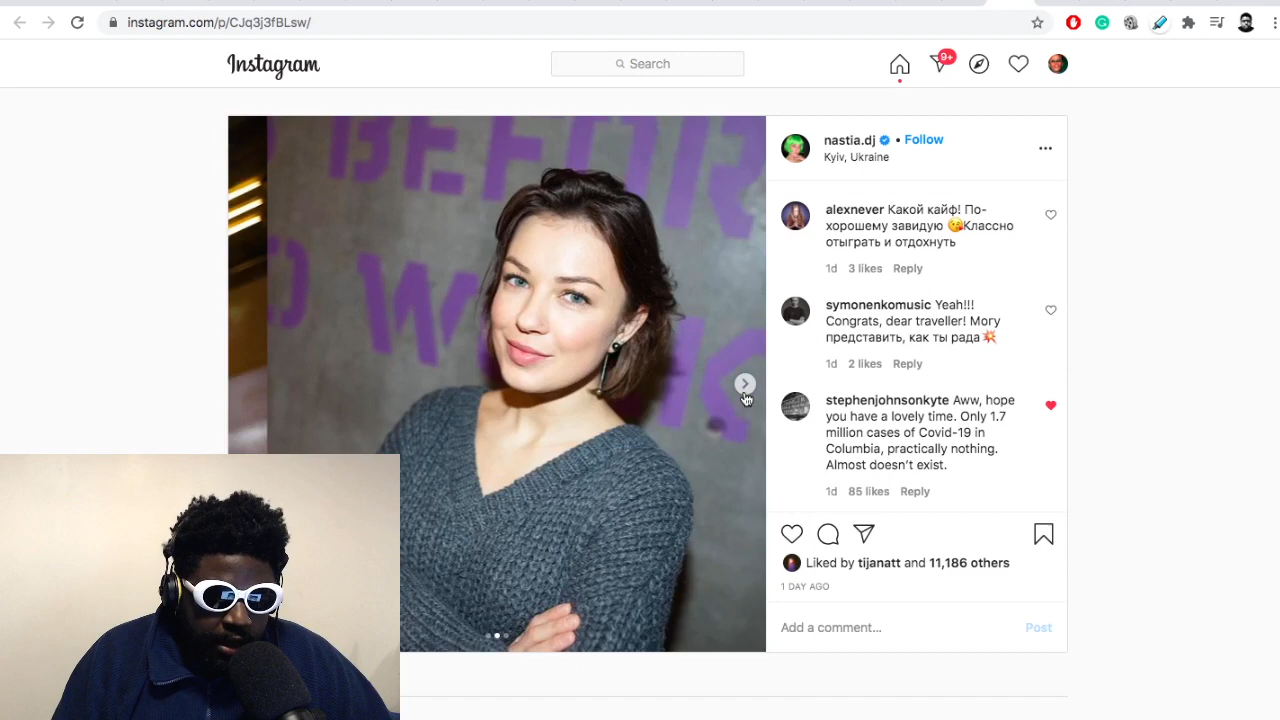 instagram.com/p/CJq3j3fBLsw/
Instagram
Search
9+
BEFOR
O WORK
nastia.dj • Follow
Kyiv, Ukraine
alexnever Какой кайф! По-
хорошему завидую 😘Классно
отыграть и отдохнуть
1d 3 likes Reply
symonenkomusic Yeah!!!
Congrats, dear traveller! Могу
представить, как ты рада💥
1d 2 likes Reply
stephenjohnsonkyte Aww, hope
you have a lovely time. Only 1.7
million cases of Covid-19 in
Columbia, practically nothing.
Almost doesn’t exist.
1d 85 likes Reply
Liked by tijanatt and 11,186 others
1 DAY AGO
Add a comment... Post